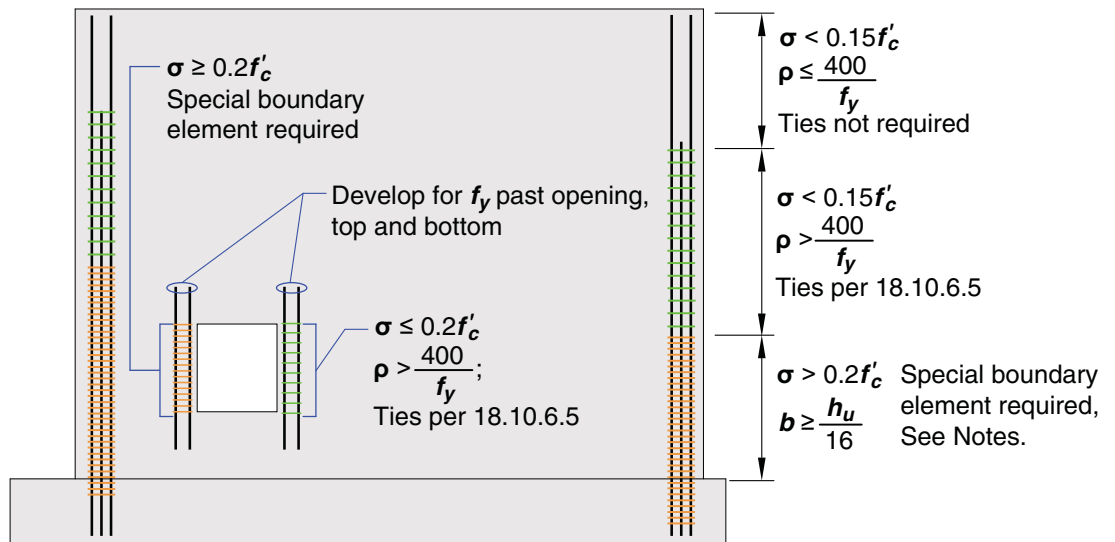 σ ≥ 0.2f′c
Special boundary
element required
Develop for fy past opening,
top and bottom
σ ≤ 0.2f′c
ρ > 400/fy;
Ties per 18.10.6.5
σ < 0.15f′c
ρ ≤ 400/fy
Ties not required
σ < 0.15f′c
ρ > 400/fy
Ties per 18.10.6.5
σ > 0.2f′c Special boundary
b ≥ hu/16 element required,
See Notes.